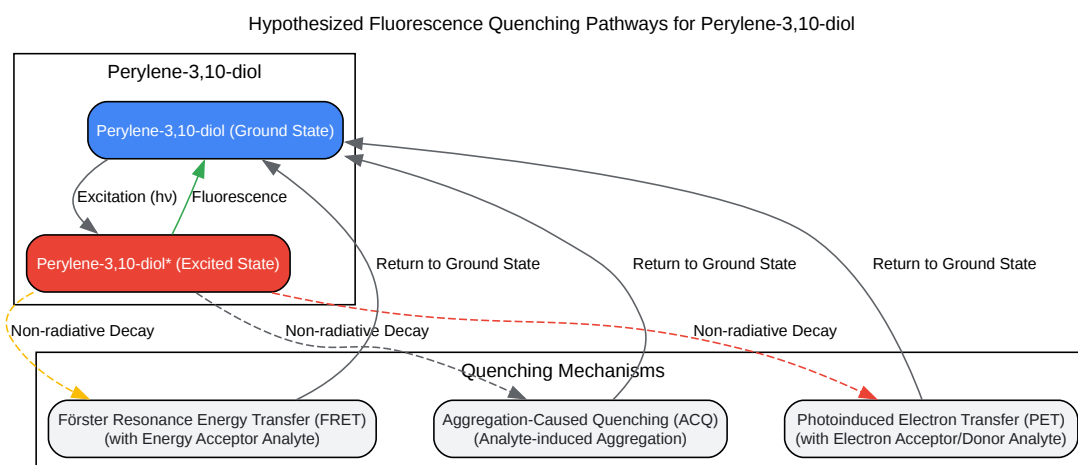 Hypothesized Fluorescence Quenching Pathways for Perylene-3,10-diol
Perylene-3,10-diol
Perylene-3,10-diol (Ground State)
Excitation (hν)
Fluorescence
Perylene-3,10-diol* (Excited State)
Return to Ground State
Return to Ground State
Return to Ground State
Non-radiative Decay
Non-radiative Decay
Non-radiative Decay
Quenching Mechanisms
Förster Resonance Energy Transfer (FRET)
(with Energy Acceptor Analyte)
Aggregation-Caused Quenching (ACQ)
(Analyte-induced Aggregation)
Photoinduced Electron Transfer (PET)
(with Electron Acceptor/Donor Analyte)